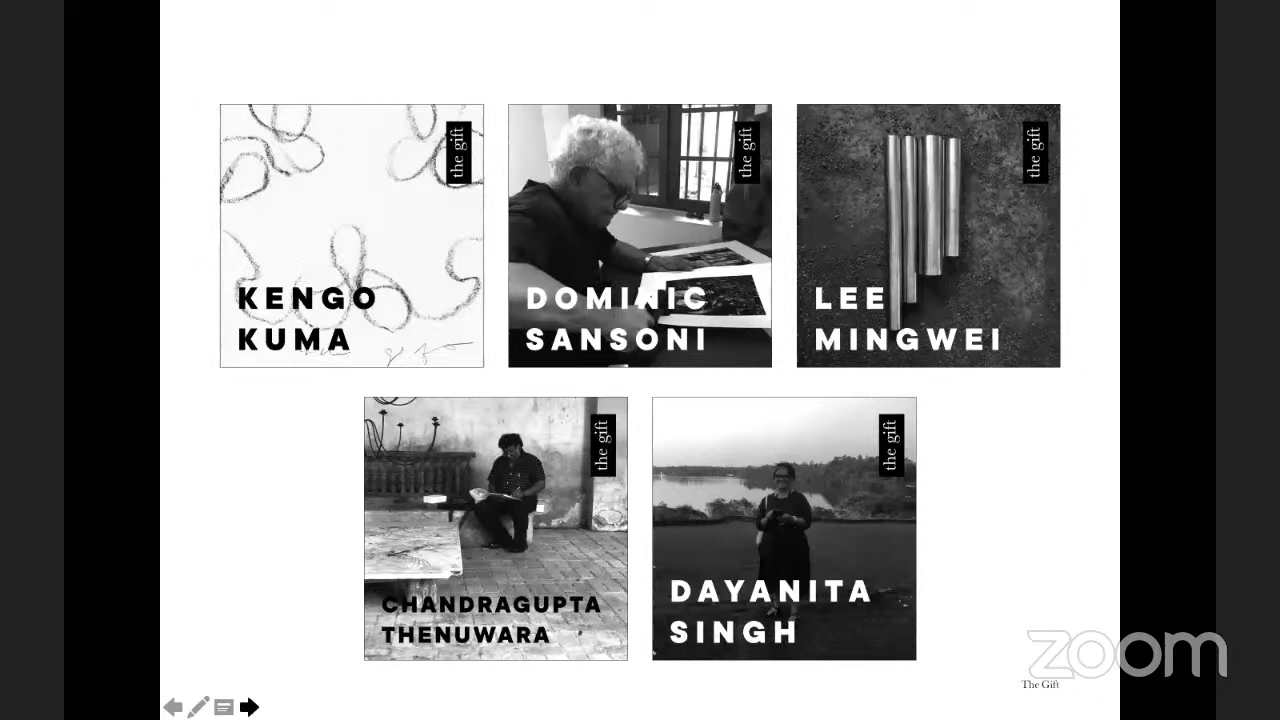 the gift
KENGO
KUMA
the gift
DOMINIC
SANSONI
the gift
LEE
MINGWEI
the gift
CHANDRAGUPTA
THENUWARA
the gift
DAYANITA
SINGH
zoom
The Gift